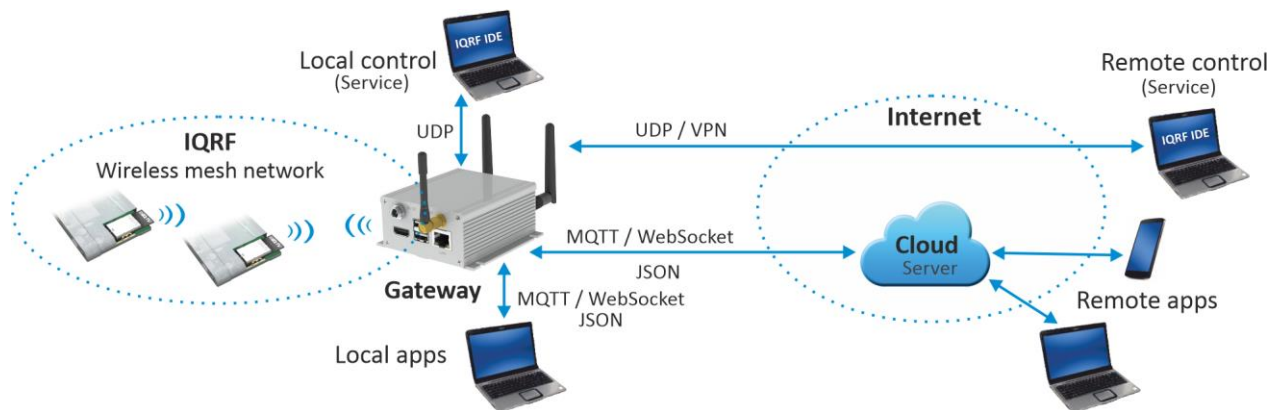 Local control
(Service)
IQRF IDE
UDP
IQRF
Wireless mesh network
Gateway
MQTT / WebSocket
JSON
Local apps
UDP / VPN
Internet
Remote control
(Service)
IQRF IDE
MQTT / WebSocket
JSON
Cloud
Server
Remote apps